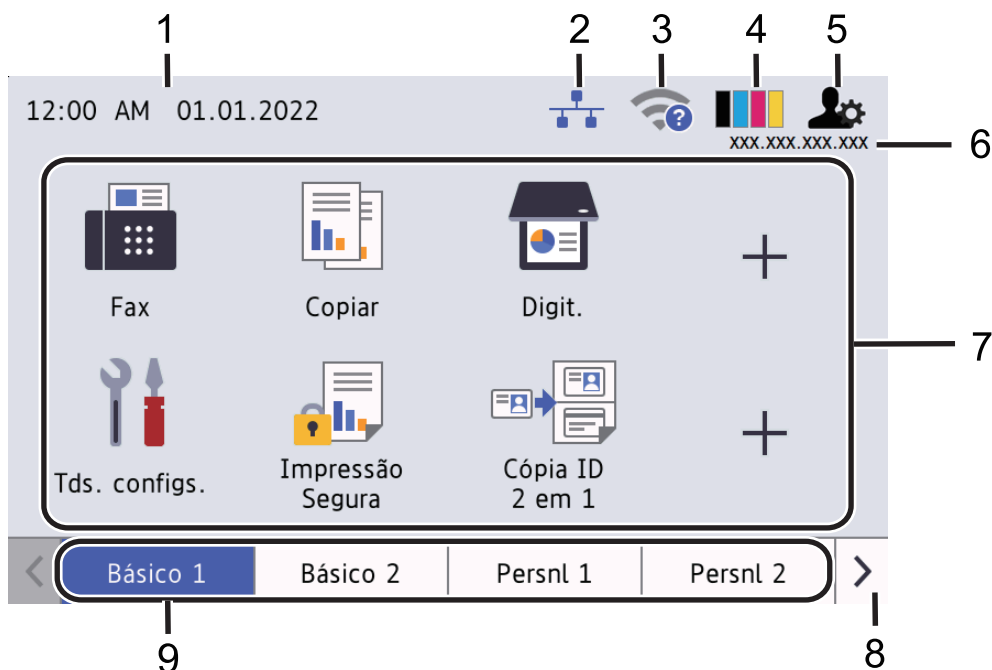 1 2 3 4 5
12:00 AM 01.01.2022
?
XXX.XXX.XXX.XXX 6
Fax Copiar Digit.
7
Tds. configs. Impressão Segura Cópia ID 2 em 1
Básico 1 Básico 2 Persnl 1 Persnl 2
9 8